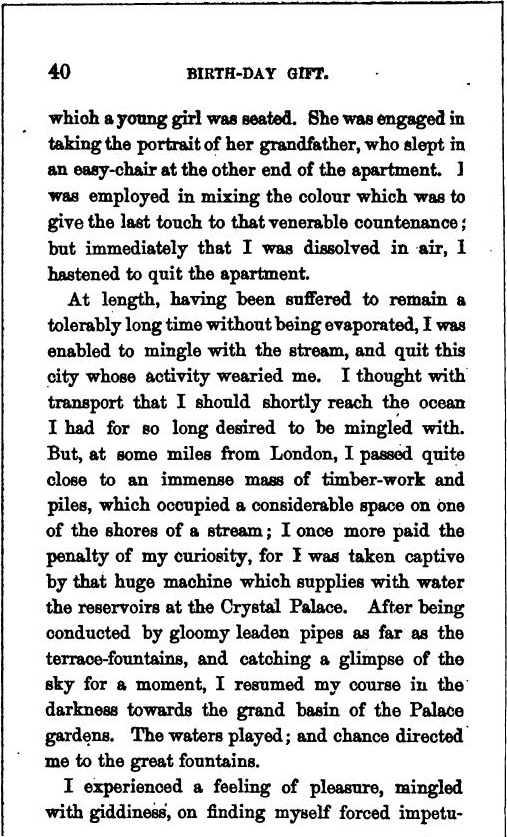 40 BIRTH-DAY GIFT.
which a young girl was seated. She was engaged in
taking the portrait of her grandfather, who slept in
an easy-chair at the other end of the apartment. I
was employed in mixing the colour which was to
give the last touch to that venerable countenance;
but immediately that I was dissolved in air, I
hastened to quit the apartment.
At length, having been suffered to remain a
tolerably long time without being evaporated, I was
enabled to mingle with the stream, and quit this
city whose activity wearied me. I thought with
transport that I should shortly reach the ocean
I had for so long desired to be mingled with.
But, at some miles from London, I passed quite
close to an immense mass of timber-work and
piles, which occupied a considerable space on one
of the shores of a stream; I once more paid the
penalty of my curiosity, for I was taken captive
by that huge machine which supplies with water
the reservoirs at the Crystal Palace. After being
conducted by gloomy leaden pipes as far as the
terrace-fountains, and catching a glimpse of the
sky for a moment, I resumed my course in the
darkness towards the grand basin of the Palace
gardens. The waters played; and chance directed
me to the great fountains.
I experienced a feeling of pleasure, mingled
with giddiness, on finding myself forced impetu-